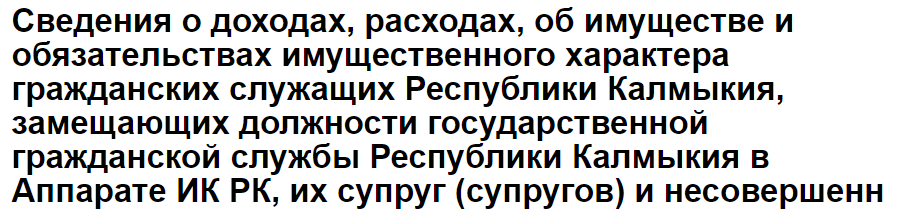 Сведения о доходах, расходах, об имуществе и
обязательствах имущественного характера
гражданских служащих Республики Калмыкия,
замещающих должности государственной
гражданской службы Республики Калмыкия в
Аппарате ИК РК, их супруг (супругов) и несовершенн